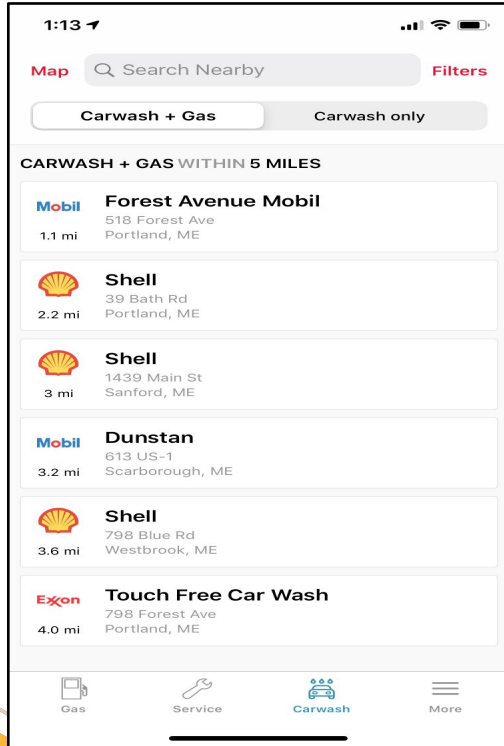 1:13
Map
Search Nearby
Filters
Carwash + Gas
Carwash only
CARWASH + GAS WITHIN 5 MILES
Mobil
Forest Avenue Mobil
518 Forest Ave
1.1 mi
Portland, ME
Shell
39 Bath Rd
2.2 mi
Portland, ME
Shell
1439 Main St
3 mi
Sanford, ME
Mobil
Dunstan
613 US-1
3.2 mi
Scarborough, ME
Shell
798 Blue Rd
3.6 mi
Westbrook, ME
Exxon
Touch Free Car Wash
798 Forest Ave
4.0 mi
Portland, ME
Gas
Service
Carwash
More